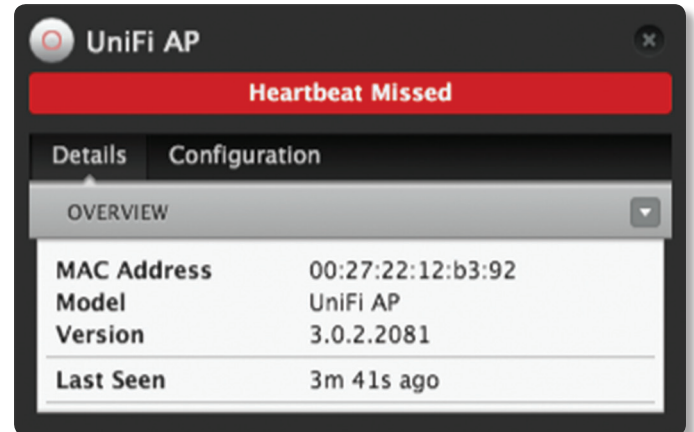 UniFi AP
Heartbeat Missed
Details Configuration
OVERVIEW
MAC Address 00:27:22:12:b3:92
Model UniFi AP
Version 3.0.2.2081
Last Seen 3m 41s ago